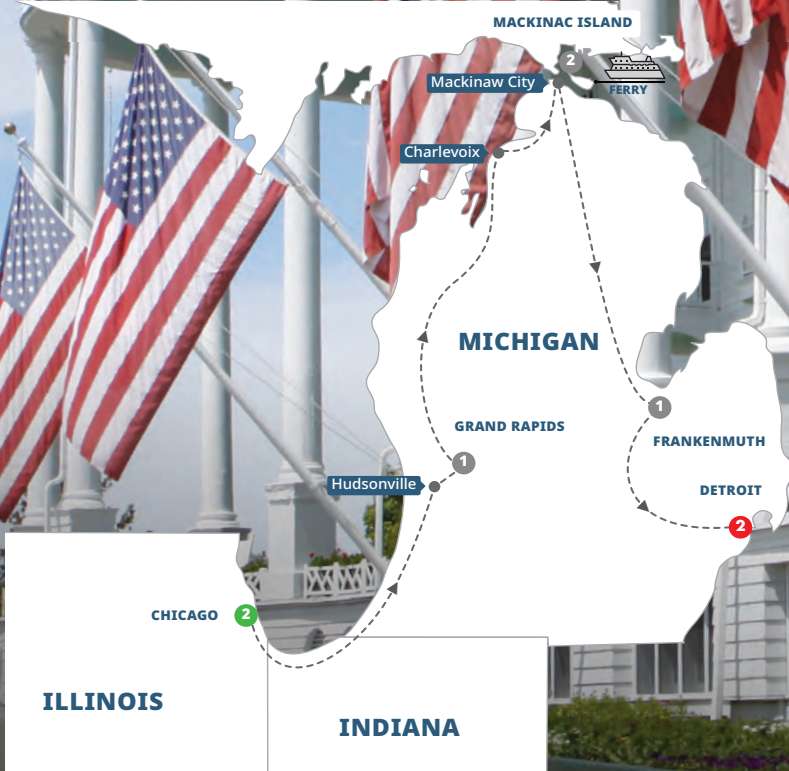 MACKINAC ISLAND
2
Mackinaw City
FERRY
Charlevoix
MICHIGAN
GRAND RAPIDS
1
1
FRANKENMUTH
Hudsonville
DETROIT
2
CHICAGO
2
ILLINOIS
INDIANA